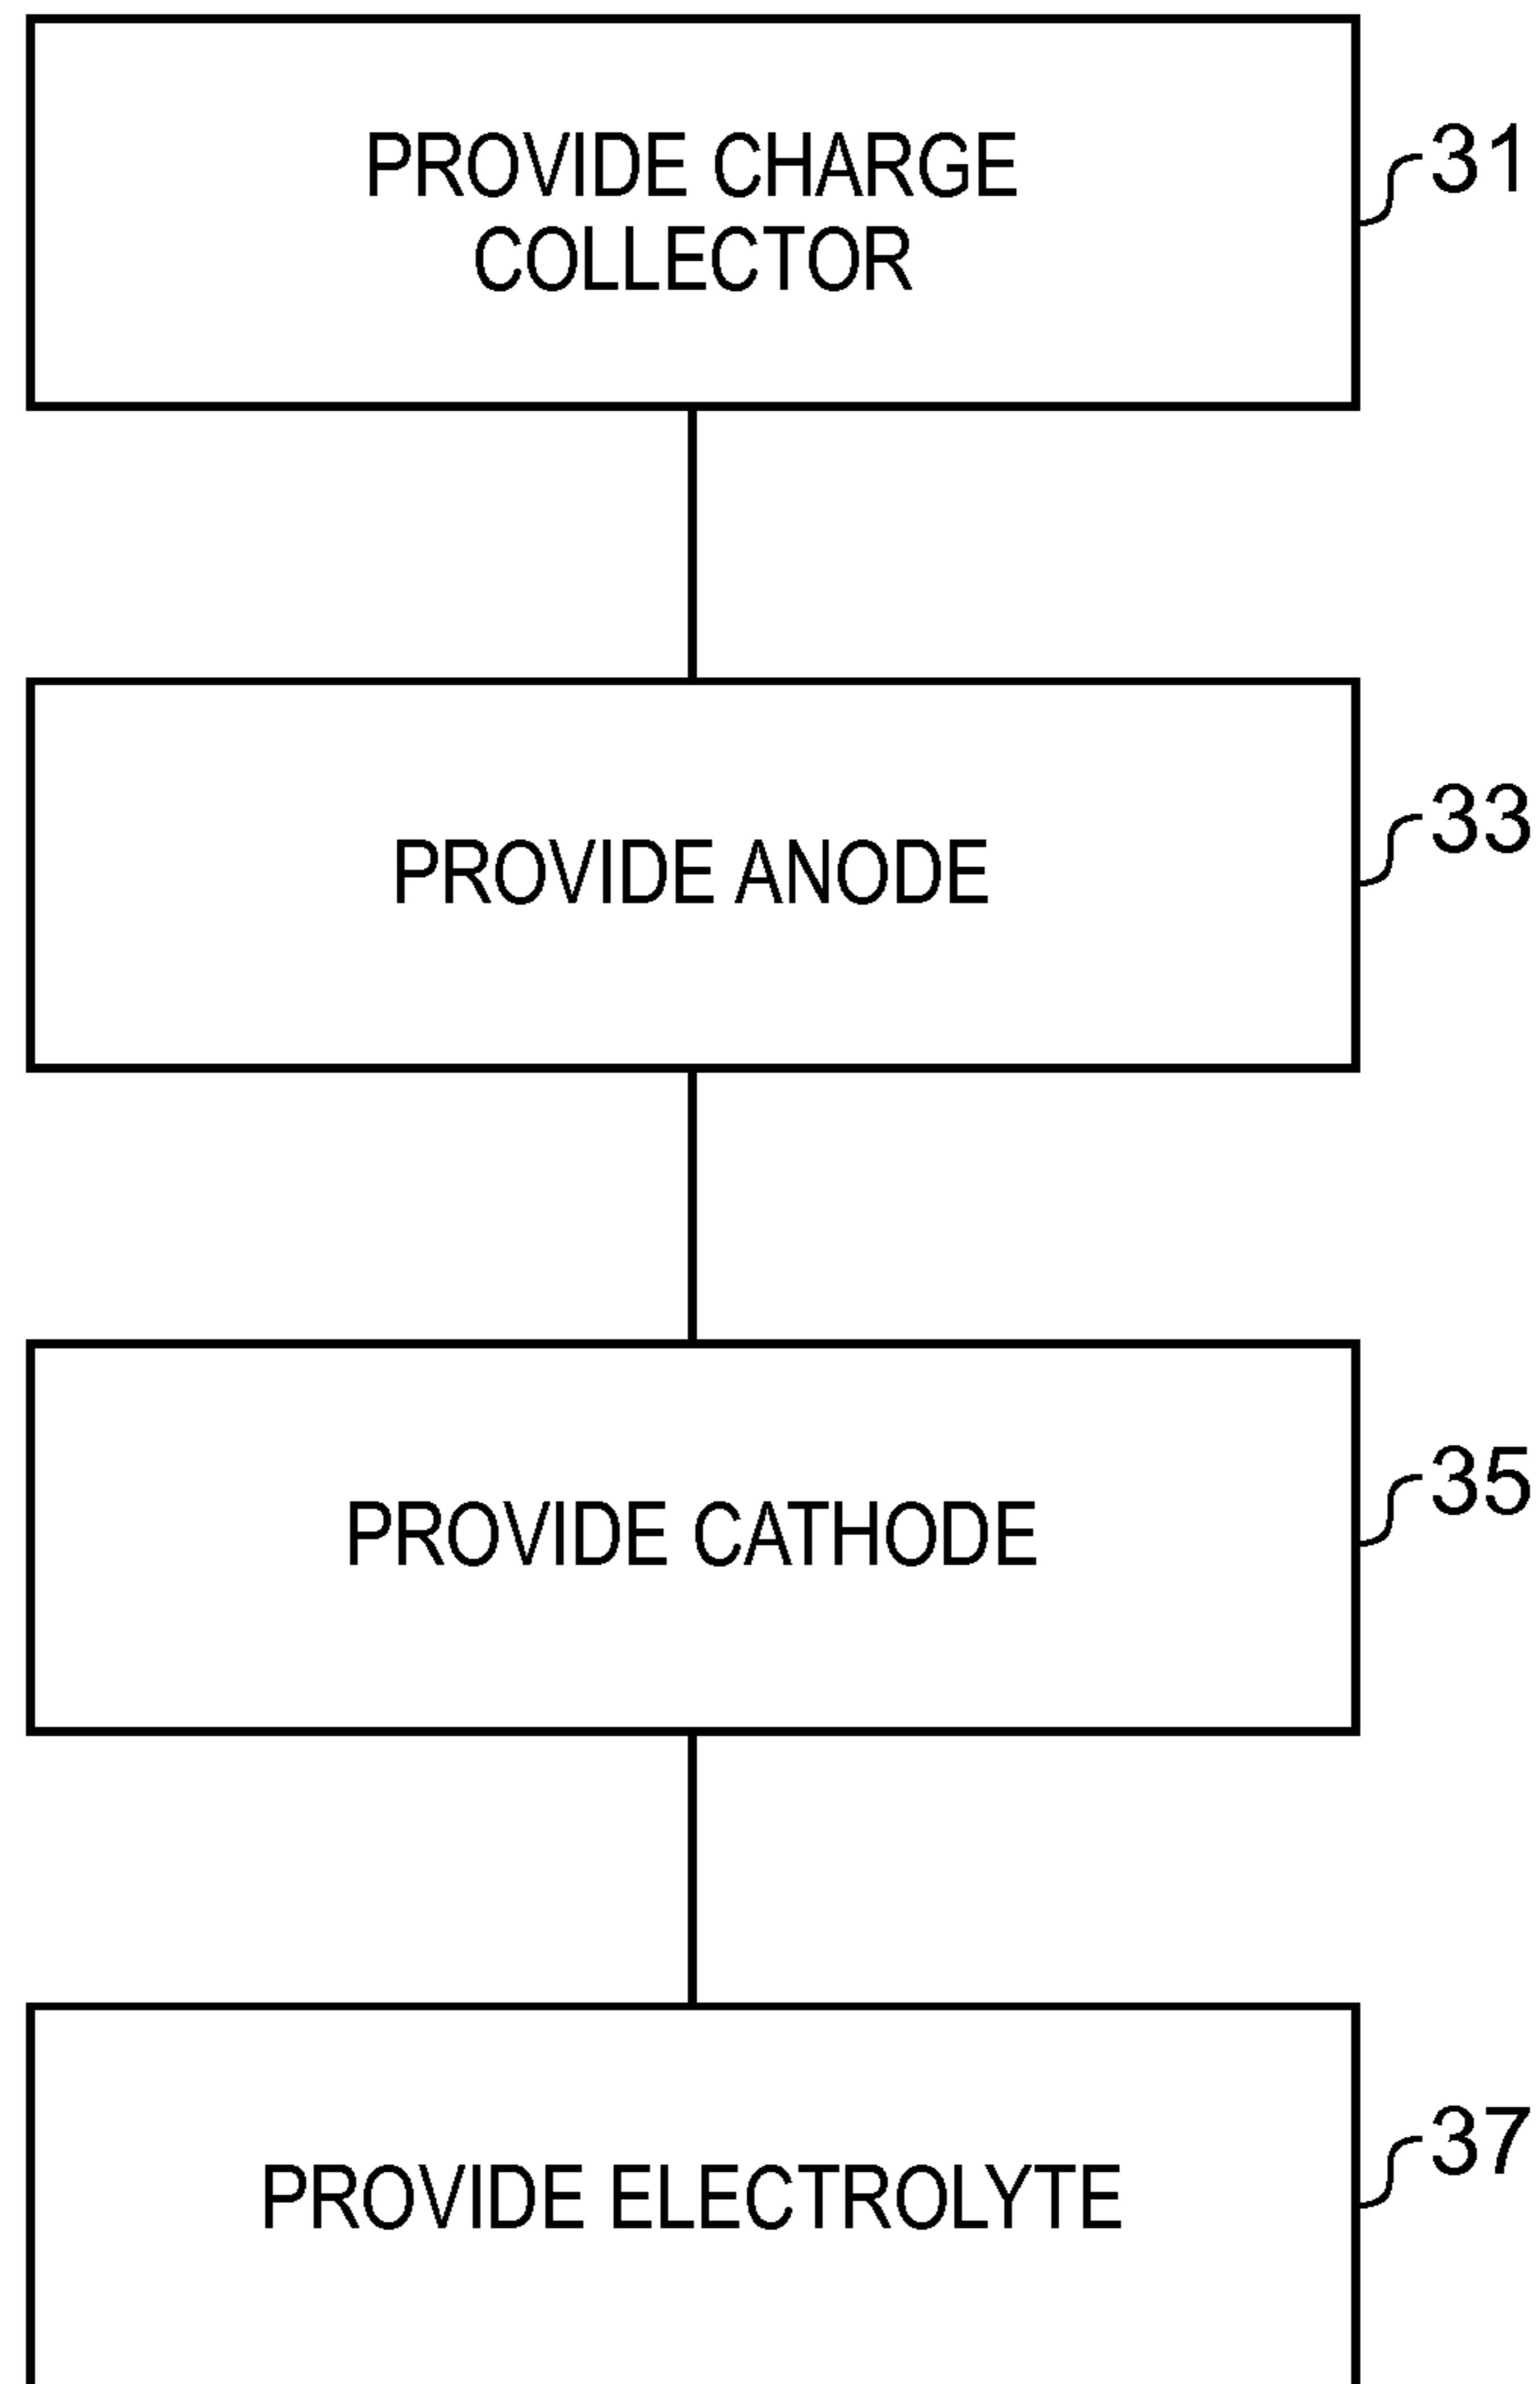 PROVIDE CHARGE
COLLECTOR
31
PROVIDE ANODE
33
PROVIDE CATHODE
35
PROVIDE ELECTROLYTE
37